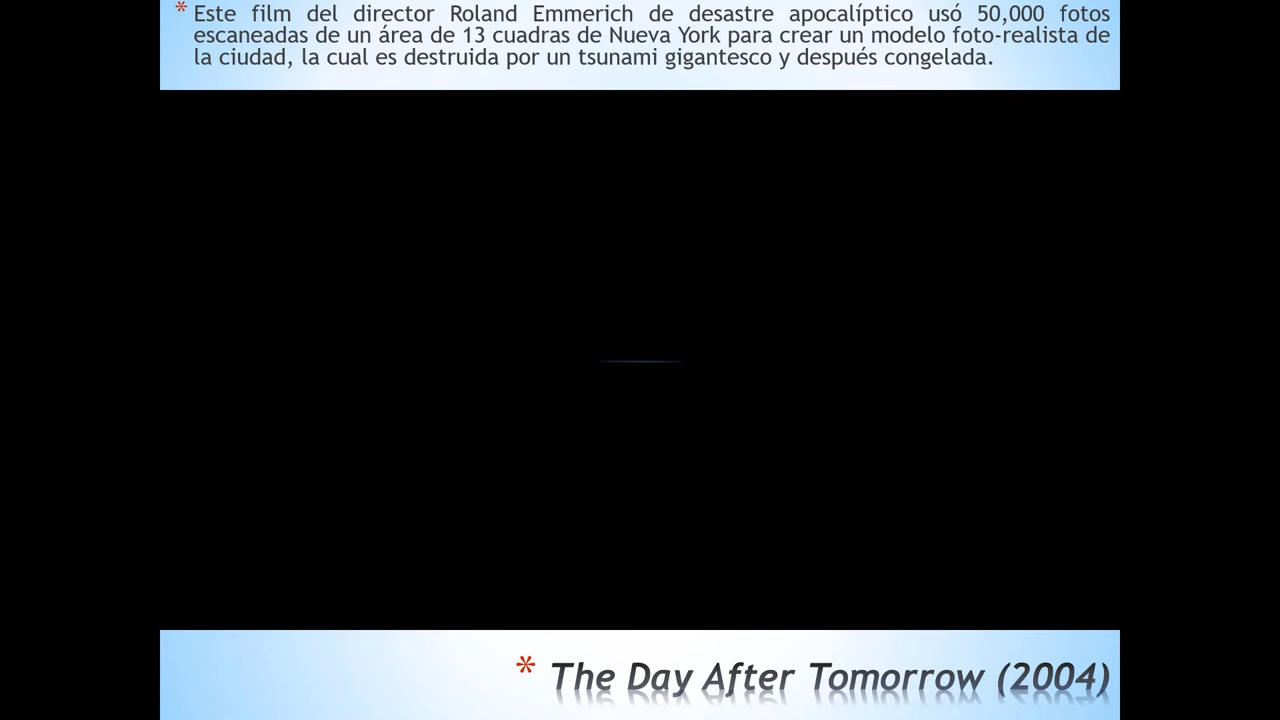 * Este film del director Roland Emmerich de desastre apocalíptico usó 50,000 fotos
escaneadas de un área de 13 cuadras de Nueva York para crear un modelo foto-realista de
la ciudad, la cual es destruida por un tsunami gigantesco y después congelada.
* The Day After Tomorrow (2004)